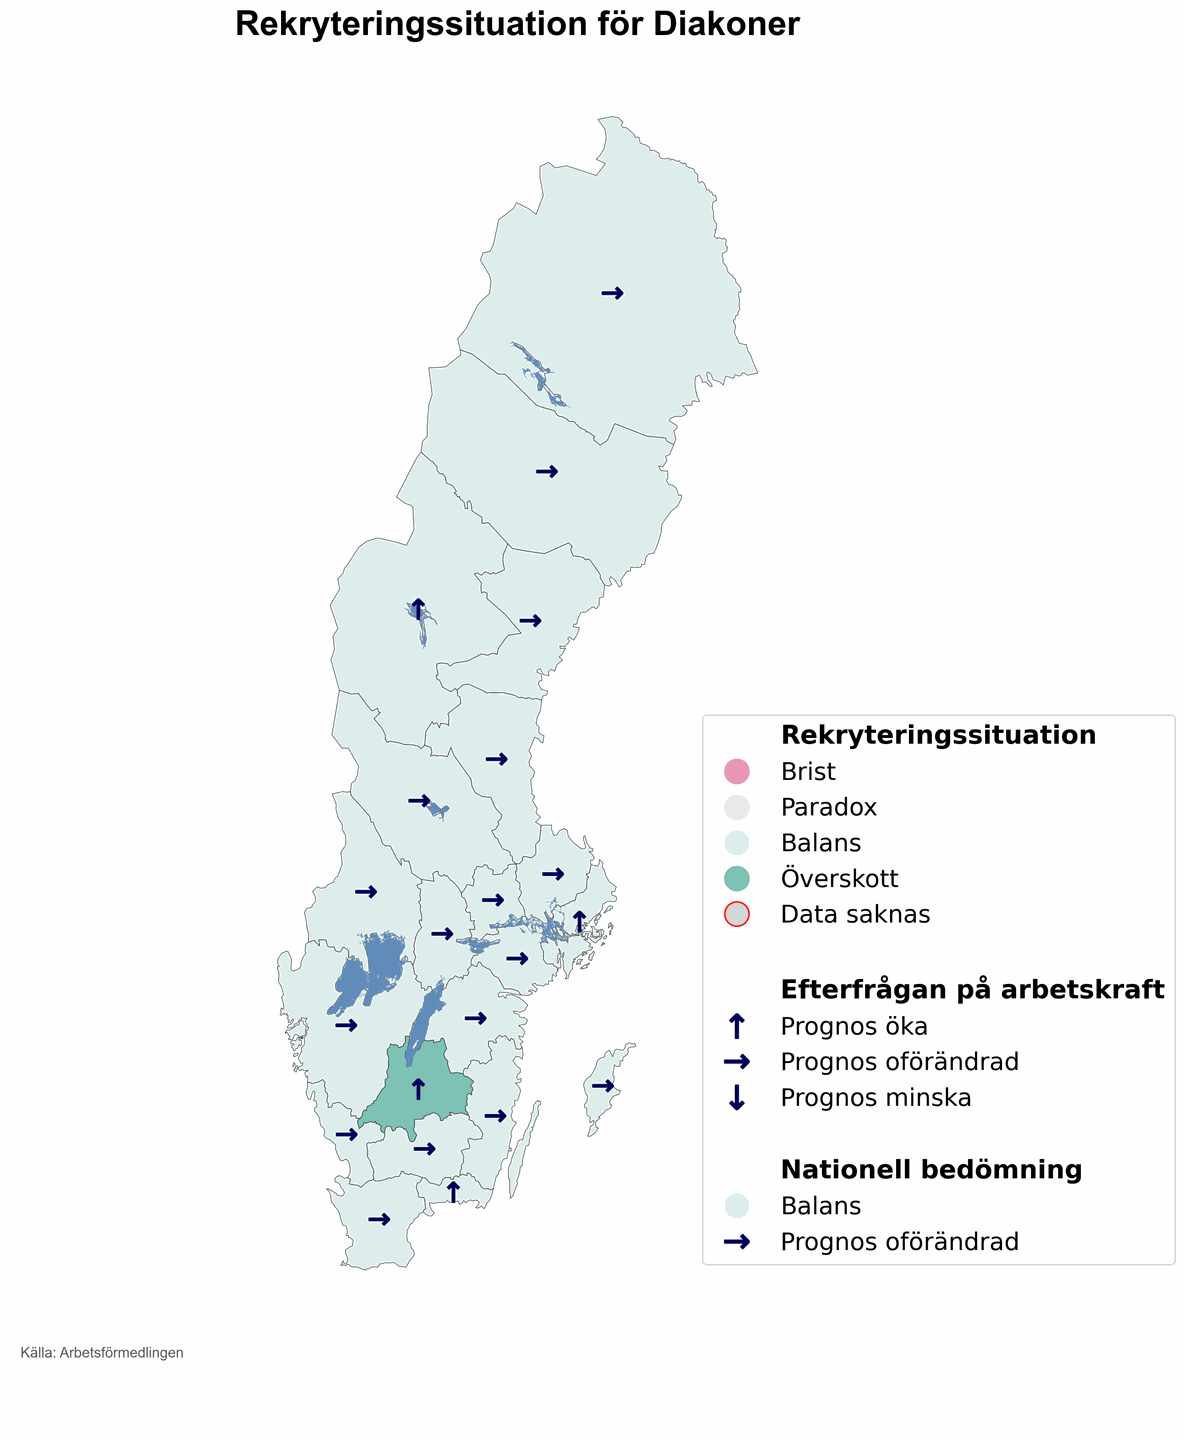 Rekryteringssituation för Diakoner
Rekryteringssituation
Brist
Paradox
Balans
Överskott
Data saknas
Efterfrågan på arbetskraft
Prognos öka
Prognos oförändrad
Prognos minska
Nationell bedömning
Balans
Prognos oförändrad
Källa: Arbetsförmedlingen